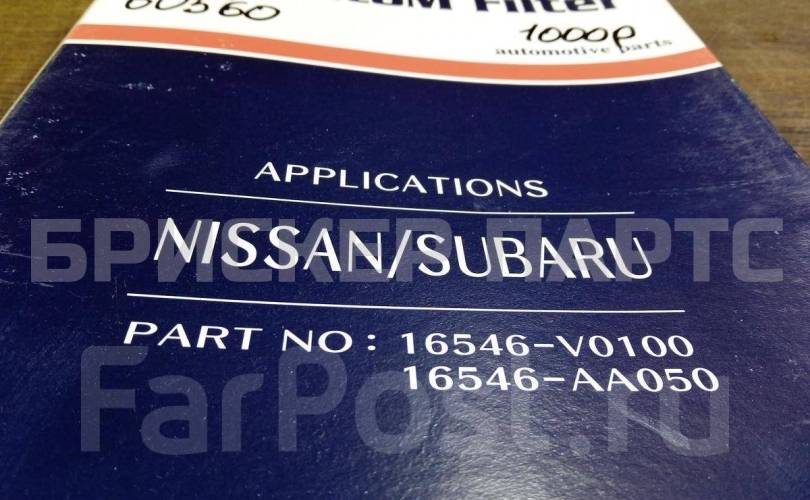 Filter
1000р
automotive parts
APPLICATIONS
БРИСКЕР ПАРТС
NISSAN/SUBARU
PART NO: 16546-V0100
16546-AA050
FarPost.ru